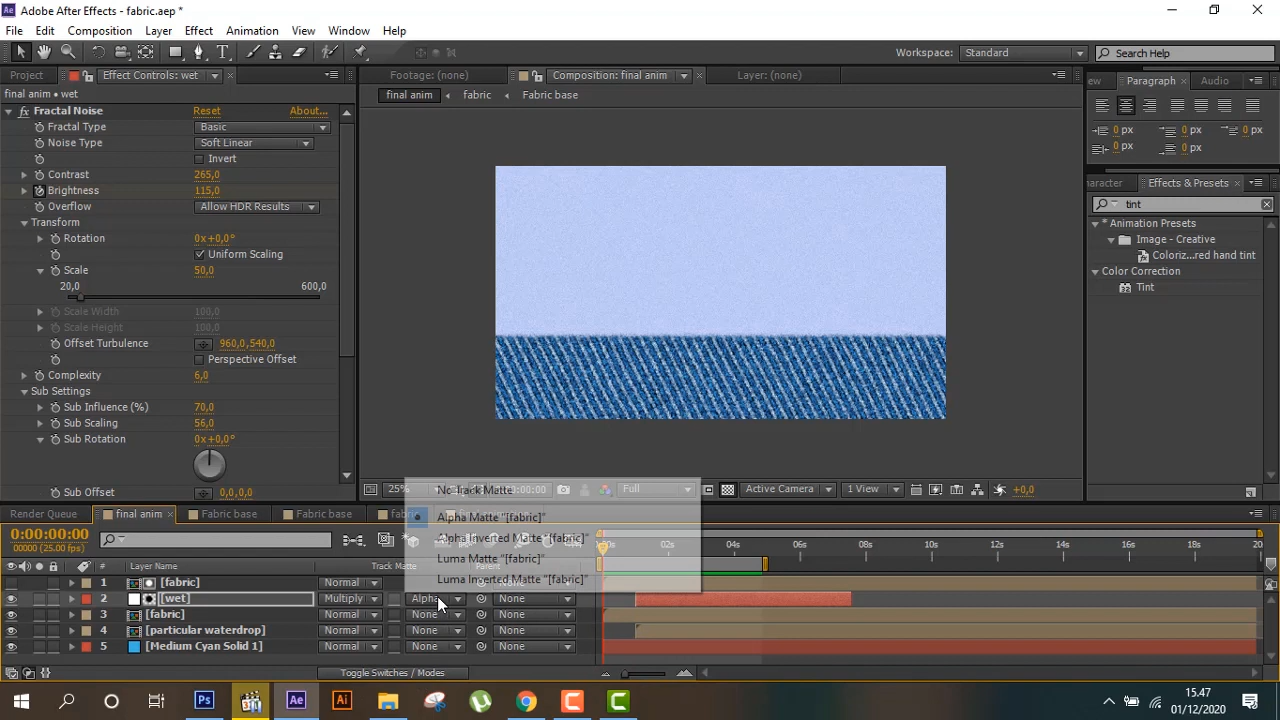 Adobe After Effects - fabric.aep *
File Edit Composition Layer Effect Animation View Window Help
Workspace: Standard Search Help
Project Effect Controls: wet Footage: (none) Composition: final anim Layer: (none) Paragraph Audio
final anim • wet
final anim fabric Fabric base
Fractal Noise Reset About...
Fractal Type Basic
Noise Type Soft Linear
Invert
Contrast 265,0
Brightness 115,0
Overflow Allow HDR Results
Transform
Rotation 0x+0,0°
Uniform Scaling
Scale 50,0
20,0 600,0
Scale Width 100,0
Scale Height 100,0
Offset Turbulence 960,0,540,0
Perspective Offset
Complexity 6,0
Sub Settings
Sub Influence (%) 70,0
Sub Scaling 56,0
Sub Rotation 0x+0,0°
Sub Offset 0,0,0,0
0 px 0 px 0 px
0 px 0 px
Effects & Presets
tint
* Animation Presets
Image - Creative
Coloriz...red hand tint
Color Correction
32 Tint
25% Full Active Camera 1 View +0,0
No Track Matte
Alpha Matte "[fabric]"
Alpha Inverted Matte "[fabric]"
Luma Matte "[fabric]"
Luma Inverted Matte "[fabric]"
Render Queue final anim Fabric base Fabric base
0:00:00:00
00000 (25.00 fps)
02s 04s 06s 08s 10s 12s 14s 16s 18s 20
# Layer Name Mode T Track Matte Parent
1 [fabric] Normal None
2 [wet] Multiply Alpha None
3 [fabric] Normal None None
4 [particular waterdrop] Normal None None
5 [Medium Cyan Solid 1] Normal None None
Toggle Switches / Modes
15.47
01/12/2020